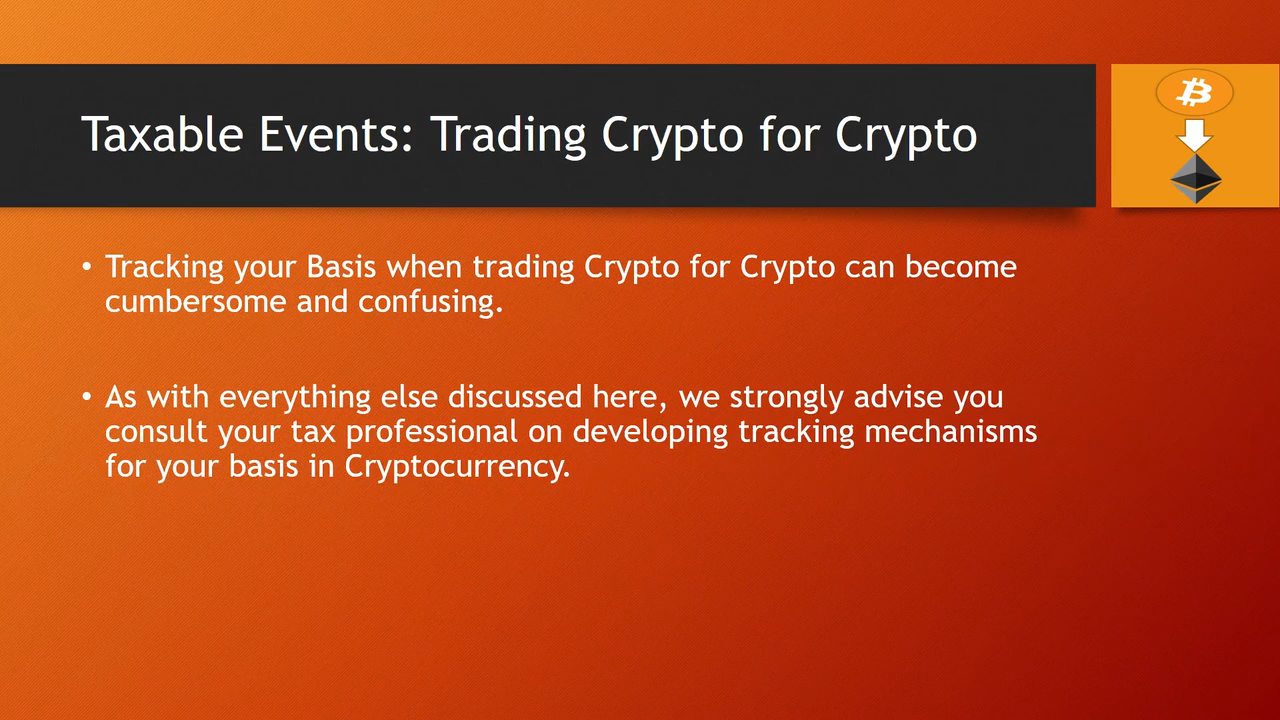 Taxable Events: Trading Crypto for Crypto
• Tracking your Basis when trading Crypto for Crypto can become
cumbersome and confusing.
• As with everything else discussed here, we strongly advise you
consult your tax professional on developing tracking mechanisms
for your basis in Cryptocurrency.